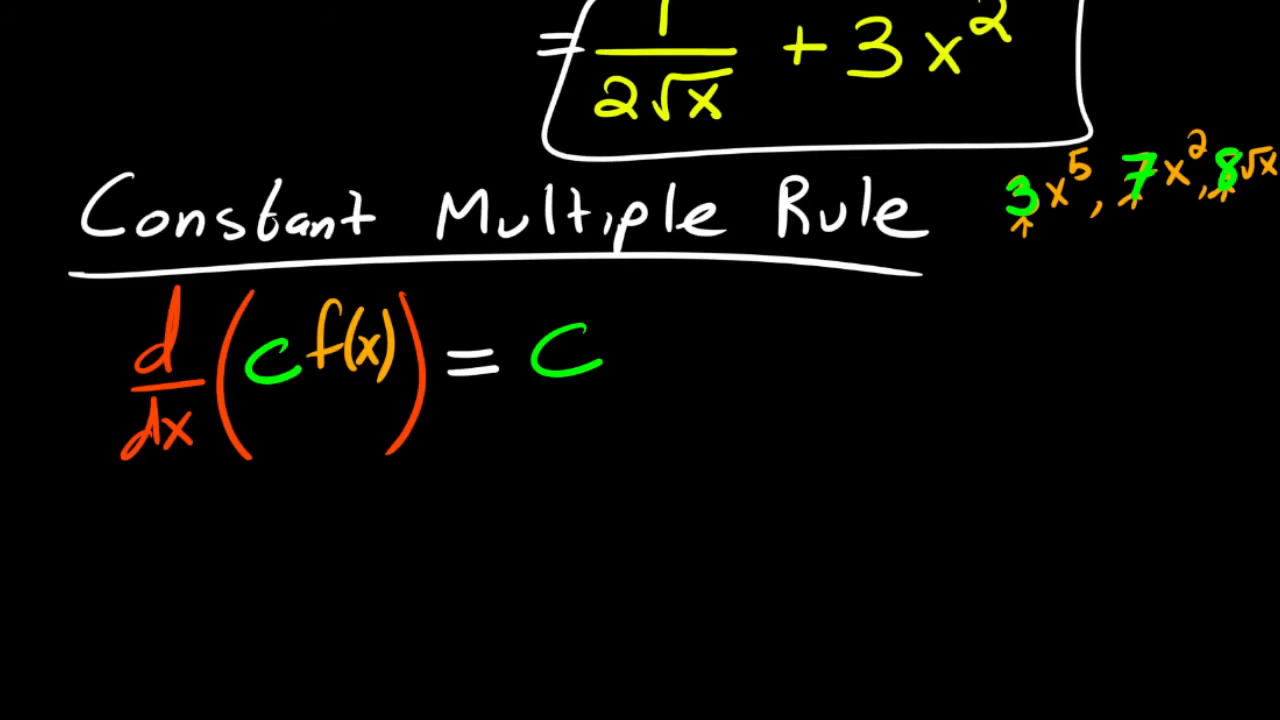 = 1/(2√x) + 3x²
Constant Multiple Rule 3x⁵, 7x², 8√x
d/dx (c f(x)) = c